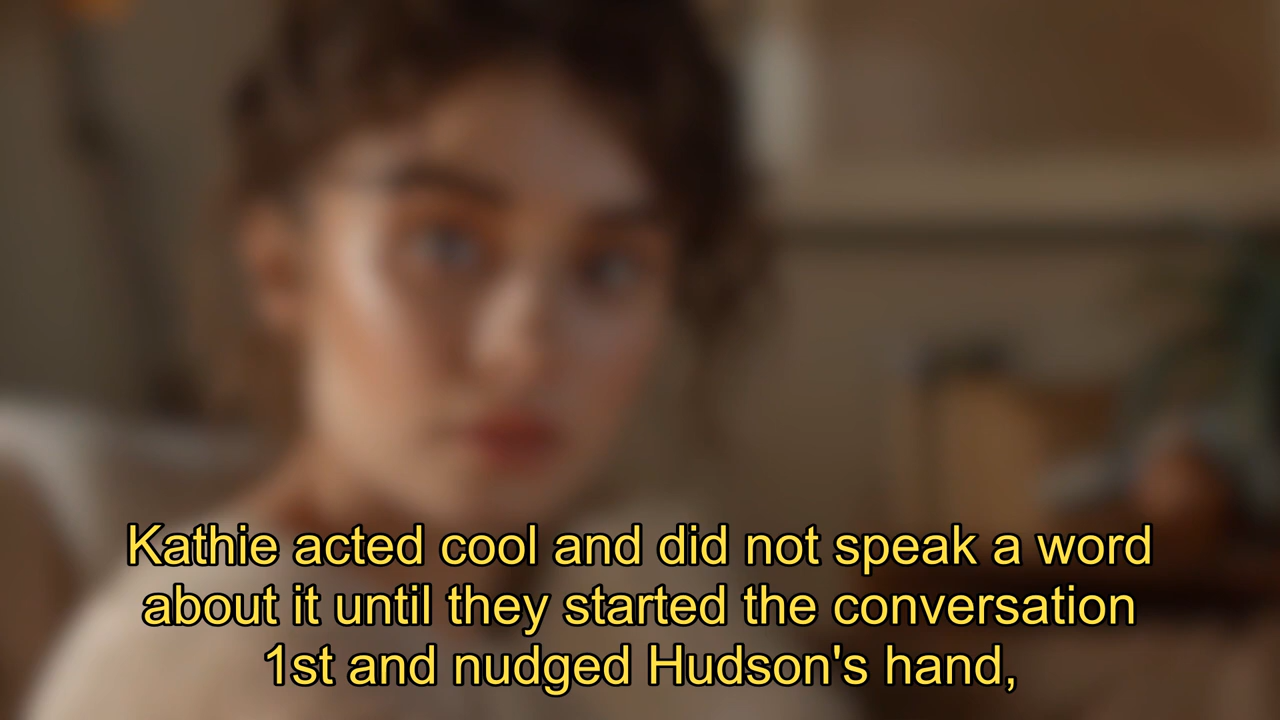 Kathie acted cool and did not speak a word
about it until they started the conversation
1st and nudged Hudson's hand,